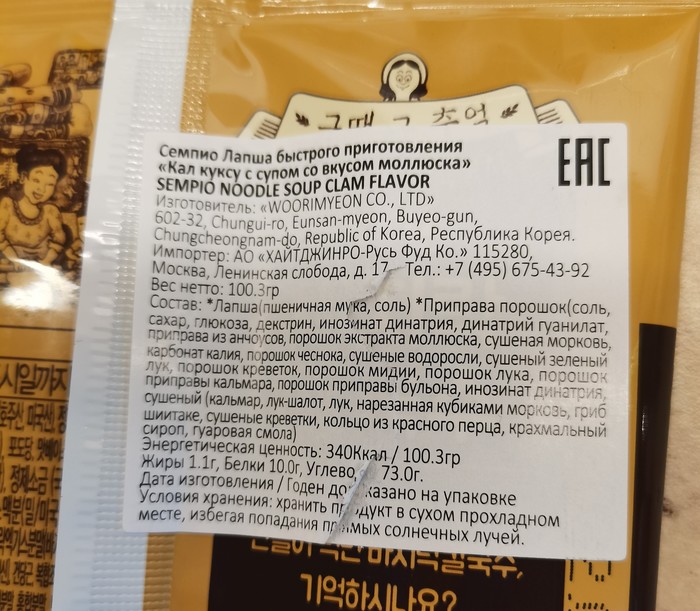 그때 그 추억
EAC
Семпио Лапша быстрого приготовления
«Кал куксу с супом со вкусом моллюска»
SEMPIO NOODLE SOUP CLAM FLAVOR
Изготовитель: «WOORIMYEON CO., LTD»
602-32, Chungui-ro, Eunsan-myeon, Buyeo-gun,
Chungcheongnam-do, Republic of Korea, Республика Корея.
Импортер: АО «ХАЙТДЖИНРО-Русь Фуд Ко.» 115280,
Москва, Ленинская слобода, д. 17 Тел.: +7 (495) 675-43-92
Вес нетто: 100.3гр
Состав: *Лапша(пшеничная мука, соль) *Приправа порошок(соль,
сахар, глюкоза, декстрин, инозинат динатрия, динатрий гуанилат,
приправа из анчоусов, порошок экстракта моллюска, сушеная морковь,
карбонат калия, порошок чеснока, сушеные водоросли, сушеный зеленый
лук, порошок креветок, порошок мидии, порошок лука, порошок
приправы кальмара, порошок приправы бульона, инозинат динатрия,
сушеный (кальмар, лук-шалот, лук, нарезанная кубиками морковь, гриб
шиитаке, сушеные креветки, кольцо из красного перца, крахмальный
сироп, гуаровая смола)
Энергетическая ценность: 340Ккал / 100.3гр
Жиры 1.1г, Белки 10.0г, Углево 73.0г.
Дата изготовления / Годен до: указано на упаковке
Условия хранения: хранить продукт в сухом прохладном
месте, избегая попадания прямых солнечных лучей.
기억하시나요?